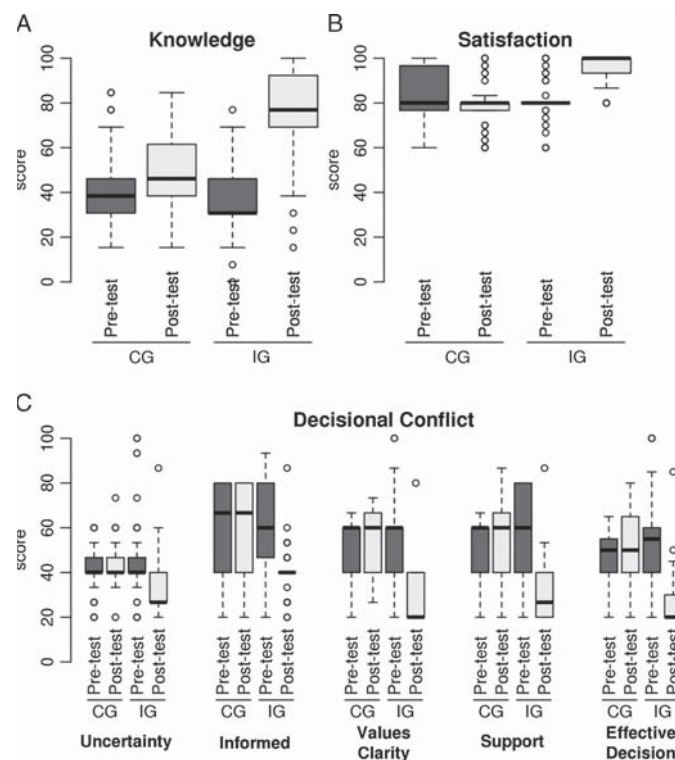 A
Knowledge
score
0 20 40 60 80 100
Pre-test
Post-test
Pre-test
Post-test
CG
IG
B
Satisfaction
score
0 20 40 60 80 100
Pre-test
Post-test
Pre-test
Post-test
CG
IG
C
Decisional Conflict
score
0 20 40 60 80 100
Pre-test
Post-test
Pre-test
Post-test
Pre-test
Post-test
Pre-test
Post-test
Pre-test
Post-test
Pre-test
Post-test
Pre-test
Post-test
Pre-test
Post-test
Pre-test
Post-test
Pre-test
Post-test
CG IG CG IG CG IG CG IG CG IG
Uncertainty
Informed
Values
Clarity
Support
Effective
Decision